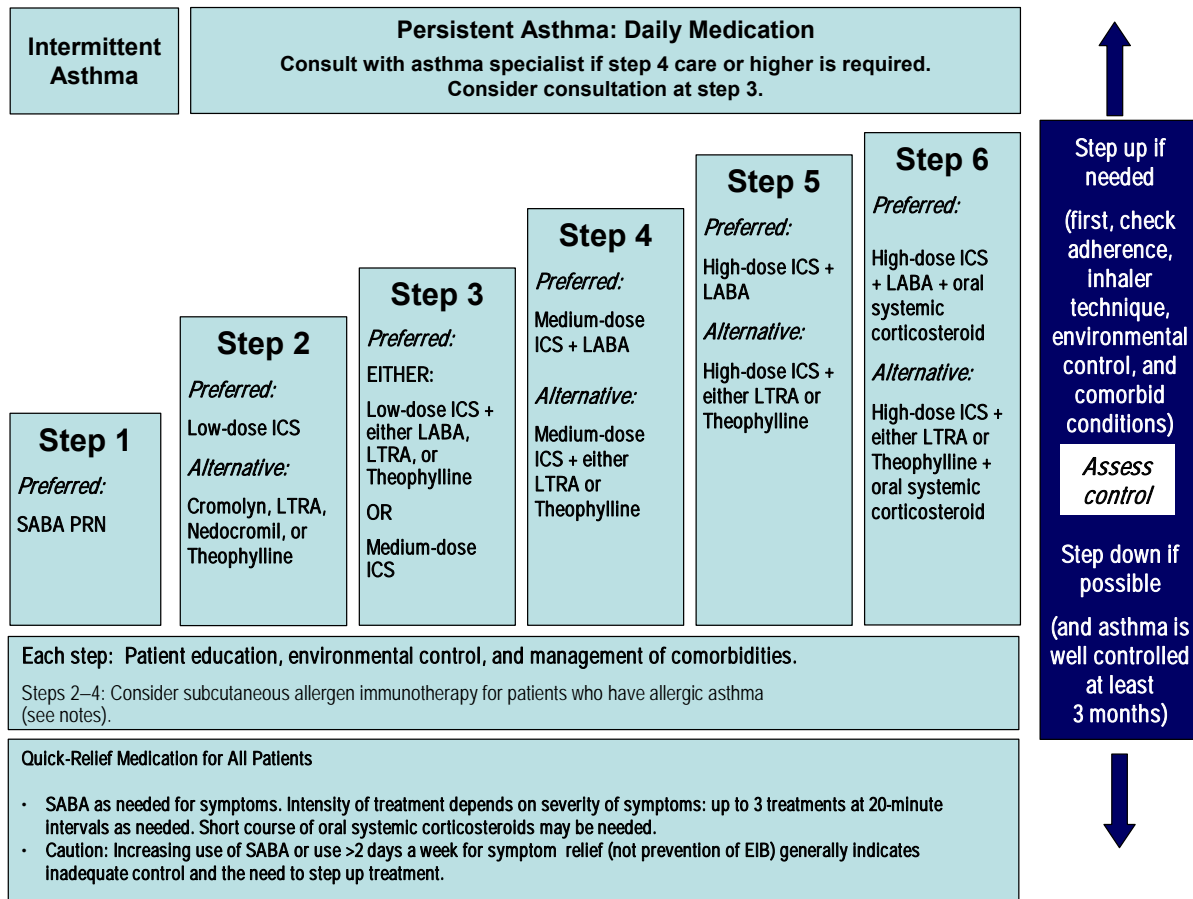 Intermittent
Asthma
Persistent Asthma: Daily Medication
Consult with asthma specialist if step 4 care or higher is required.
Consider consultation at step 3.
Step 1
Preferred:
SABA PRN
Step 2
Preferred:
Low-dose ICS
Alternative:
Cromolyn, LTRA,
Nedocromil, or
Theophylline
Step 3
Preferred:
EITHER:
Low-dose ICS +
either LABA,
LTRA, or
Theophylline
OR
Medium-dose
ICS
Step 4
Preferred:
Medium-dose
ICS + LABA
Alternative:
Medium-dose
ICS + either
LTRA or
Theophylline
Step 5
Preferred:
High-dose ICS +
LABA
Alternative:
High-dose ICS +
either LTRA or
Theophylline
Step 6
Preferred:
High-dose ICS
+ LABA + oral
systemic
corticosteroid
Alternative:
High-dose ICS +
either LTRA or
Theophylline +
oral systemic
corticosteroid
Each step: Patient education, environmental control, and management of comorbidities.
Steps 2–4: Consider subcutaneous allergen immunotherapy for patients who have allergic asthma
(see notes).
Quick-Relief Medication for All Patients
• SABA as needed for symptoms. Intensity of treatment depends on severity of symptoms: up to 3 treatments at 20-minute
intervals as needed. Short course of oral systemic corticosteroids may be needed.
• Caution: Increasing use of SABA or use >2 days a week for symptom relief (not prevention of EIB) generally indicates
inadequate control and the need to step up treatment.
Step up if
needed
(first, check
adherence,
inhaler
technique,
environmental
control, and
comorbid
conditions)
Assess
control
Step down if
possible
(and asthma is
well controlled
at least
3 months)